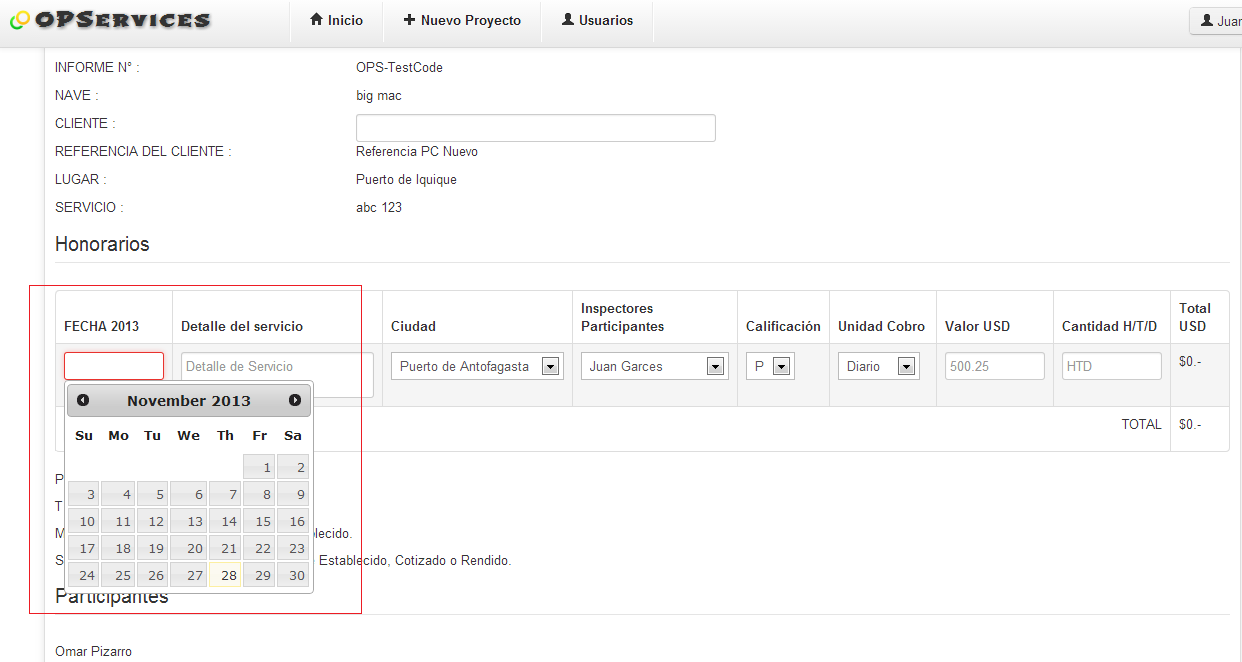 OPServices
Inicio
Nuevo Proyecto
Usuarios
Juar
INFORME N° :
OPS-TestCode
NAVE :
big mac
CLIENTE :
REFERENCIA DEL CLIENTE :
Referencia PC Nuevo
LUGAR :
Puerto de Iquique
SERVICIO :
abc 123
Honorarios
FECHA 2013
Detalle del servicio
Ciudad
Inspectores
Participantes
Calificación
Unidad Cobro
Valor USD
Cantidad H/T/D
Total
USD
Detalle de Servicio
Puerto de Antofagasta
Juan Garces
P
Diario
500.25
HTD
$0.-
TOTAL
$0.-
November 2013
Su Mo Tu We Th Fr Sa
1 2
3 4 5 6 7 8 9
10 11 12 13 14 15 16
17 18 19 20 21 22 23
24 25 26 27 28 29 30
P
T
M
lecido.
S
Establecido, Cotizado o Rendido.
Participantes
Omar Pizarro